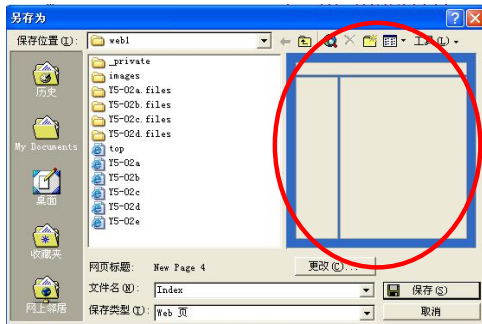 另存为
保存位置(I):
web1
工具(L)
历史
My Documents
桌面
收藏夹
网上邻居
_private
images
Y5-02a.files
Y5-02b.files
Y5-02c.files
Y5-02d.files
top
Y5-02a
Y5-02b
Y5-02c
Y5-02d
Y5-02e
网页标题: New Page 4
更改(C)...
文件名(N): Index
保存(S)
保存类型(T): Web 页
取消